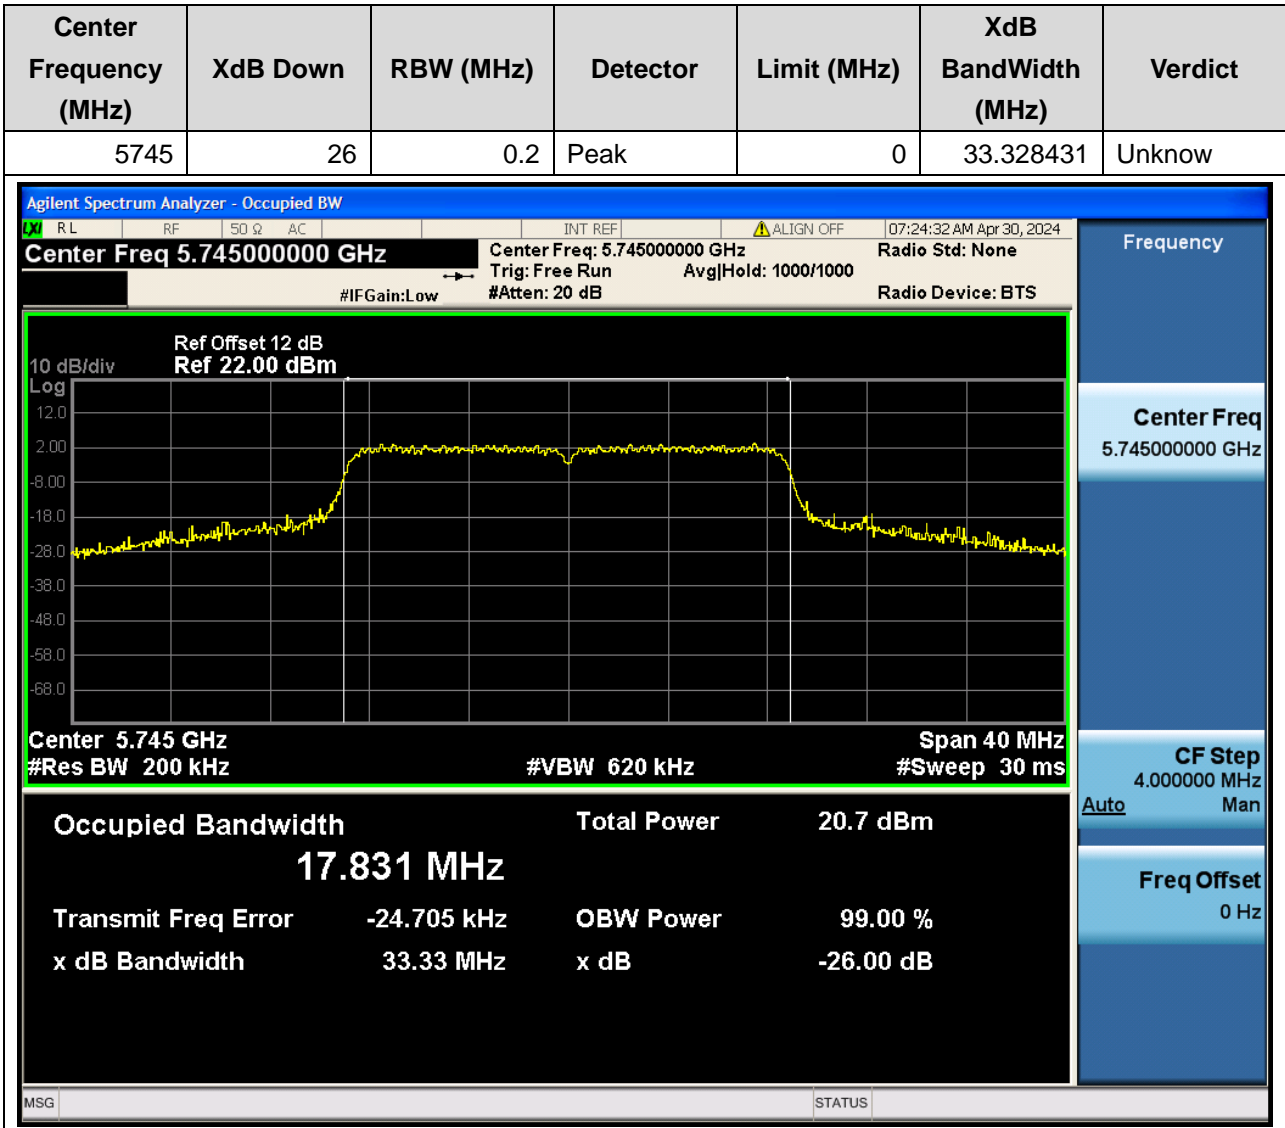 Center Frequency (MHz) XdB Down RBW (MHz) Detector Limit (MHz) XdB BandWidth (MHz) Verdict
5745 26 0.2 Peak 0 33.328431 Unknow
Agilent Spectrum Analyzer - Occupied BW
LXI RL RF 50 Ω AC INT REF ALIGN OFF 07:24:32 AM Apr 30, 2024
Center Freq 5.745000000 GHz
Center Freq: 5.745000000 GHz
Radio Std: None
Trig: Free Run Avg|Hold: 1000/1000
#IFGain:Low #Atten: 20 dB Radio Device: BTS
Ref Offset 12 dB
10 dB/div Ref 22.00 dBm
Log
12.0
2.00
-8.00
-18.0
-28.0
-38.0
-48.0
-58.0
-68.0
Center 5.745 GHz Span 40 MHz
#Res BW 200 kHz #VBW 620 kHz #Sweep 30 ms
Occupied Bandwidth Total Power 20.7 dBm
17.831 MHz
Transmit Freq Error -24.705 kHz OBW Power 99.00 %
x dB Bandwidth 33.33 MHz x dB -26.00 dB
Frequency
Center Freq
5.745000000 GHz
CF Step
4.000000 MHz
Auto Man
Freq Offset
0 Hz
MSG STATUS